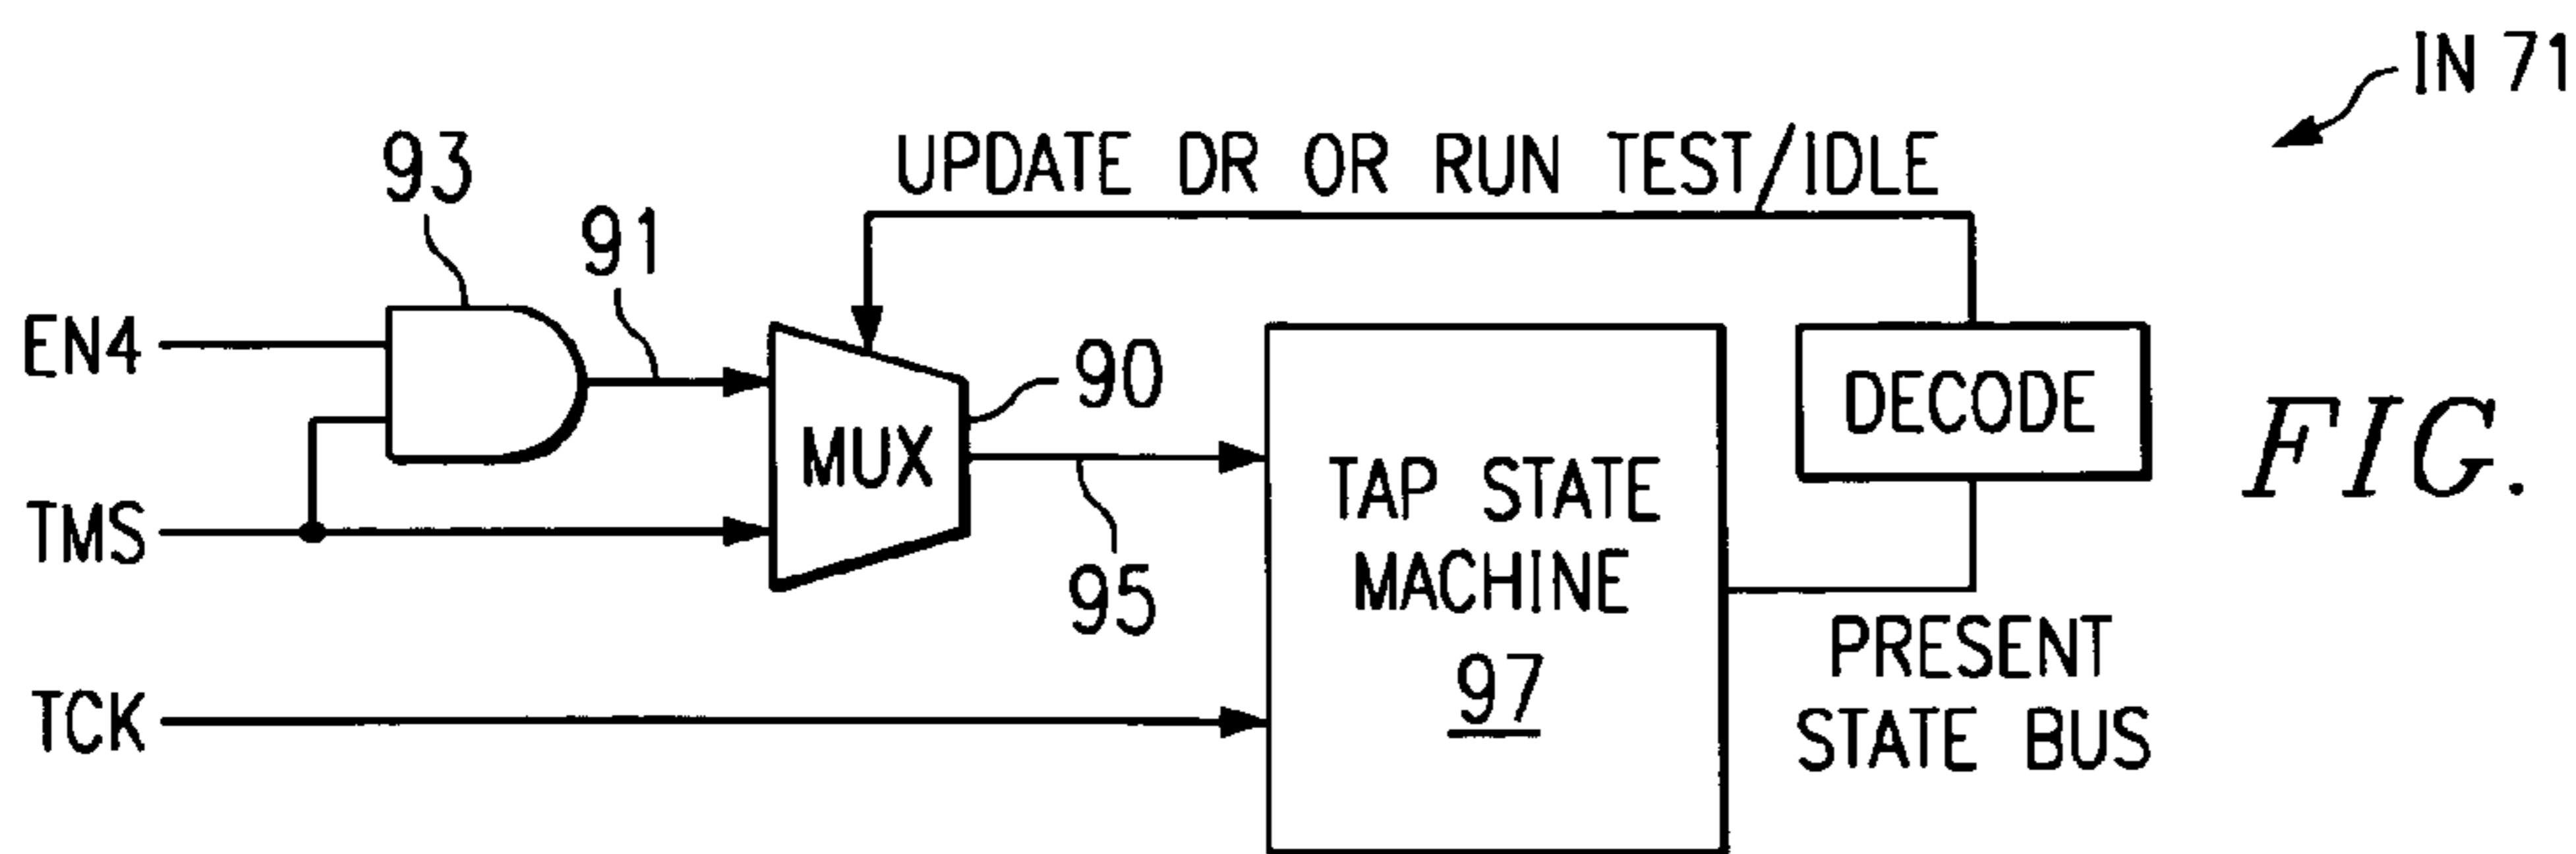 IN 71
UPDATE DR OR RUN TEST/IDLE
93
91
EN4
MUX
90
DECODE
FIG.
TAP STATE
MACHINE
97
TMS
95
PRESENT
STATE BUS
TCK